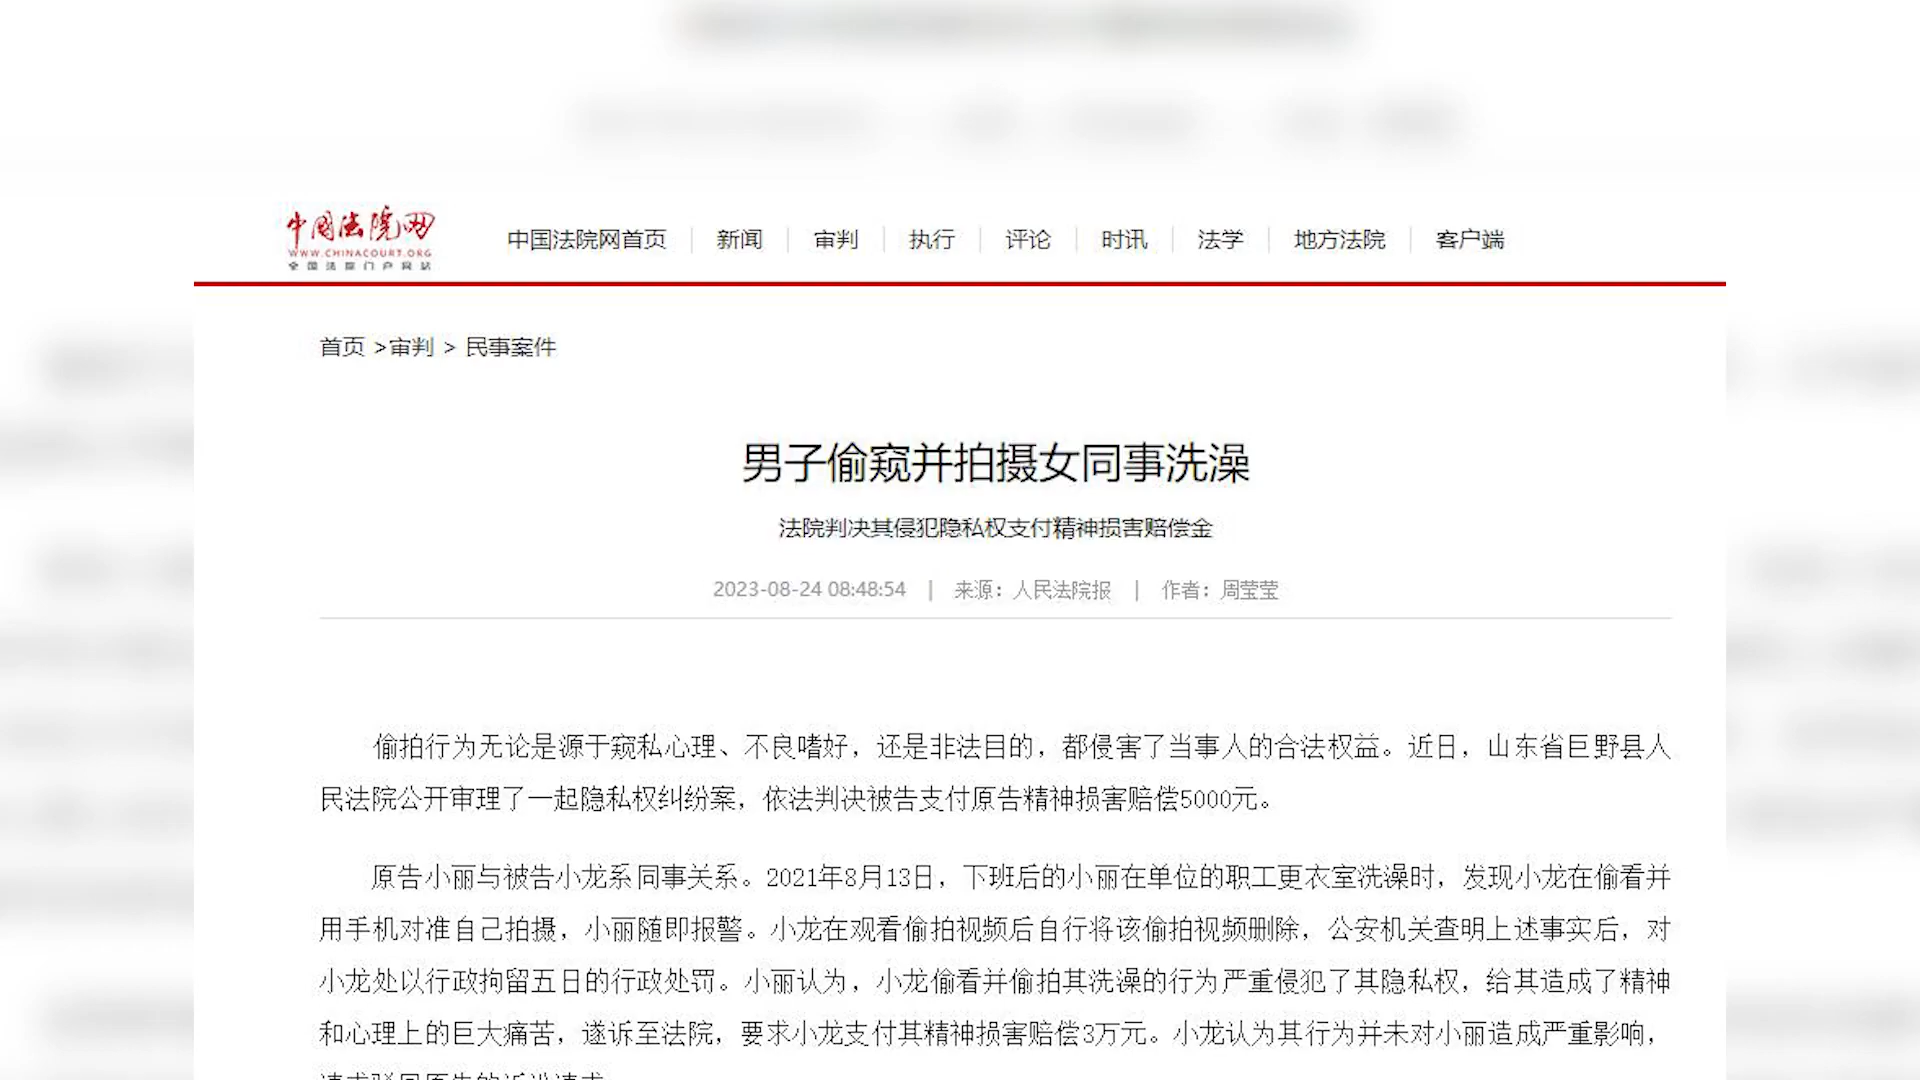 中国法院网
WWW.CHINACOURT.ORG
全国法院门户网站
中国法院网首页 | 新闻 | 审判 | 执行 | 评论 | 时讯 | 法学 | 地方法院 | 客户端
首页 >审判 > 民事案件
男子偷窥并拍摄女同事洗澡
法院判决其侵犯隐私权支付精神损害赔偿金
2023-08-24 08:48:54 | 来源：人民法院报 | 作者：周莹莹
偷拍行为无论是源于窥私心理、不良嗜好，还是非法目的，都侵害了当事人的合法权益。近日，山东省巨野县人
民法院公开审理了一起隐私权纠纷案，依法判决被告支付原告精神损害赔偿5000元。
原告小丽与被告小龙系同事关系。2021年8月13日，下班后的小丽在单位的职工更衣室洗澡时，发现小龙在偷看并
用手机对准自己拍摄，小丽随即报警。小龙在观看偷拍视频后自行将该偷拍视频删除，公安机关查明上述事实后，对
小龙处以行政拘留五日的行政处罚。小丽认为，小龙偷看并偷拍其洗澡的行为严重侵犯了其隐私权，给其造成了精神
和心理上的巨大痛苦，遂诉至法院，要求小龙支付其精神损害赔偿3万元。小龙认为其行为并未对小丽造成严重影响，